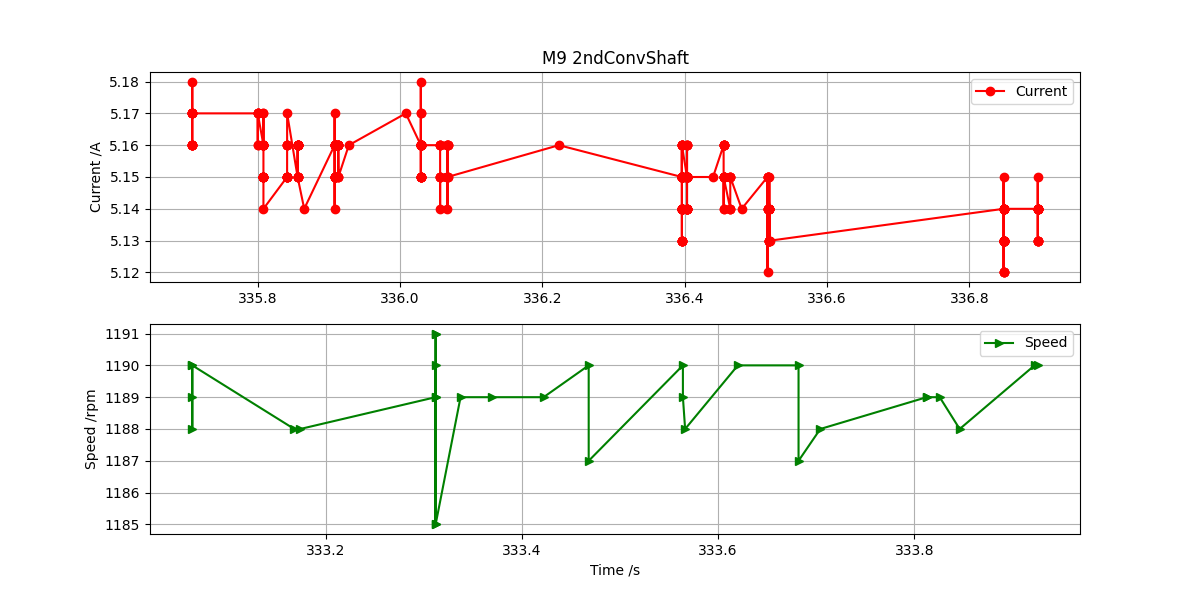 M9 2ndConvShaft
5.18
5.17
5.16
5.15
5.14
5.13
5.12
Current /A
Current
335.8 336.0 336.2 336.4 336.6 336.8
1191
1190
1189
1188
1187
1186
1185
Speed /rpm
Speed
333.2 333.4 333.6 333.8
Time /s